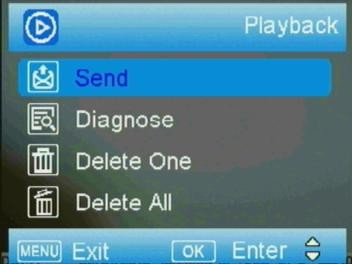 Playback
Send
Diagnose
Delete One
Delete All
MENU Exit OK Enter